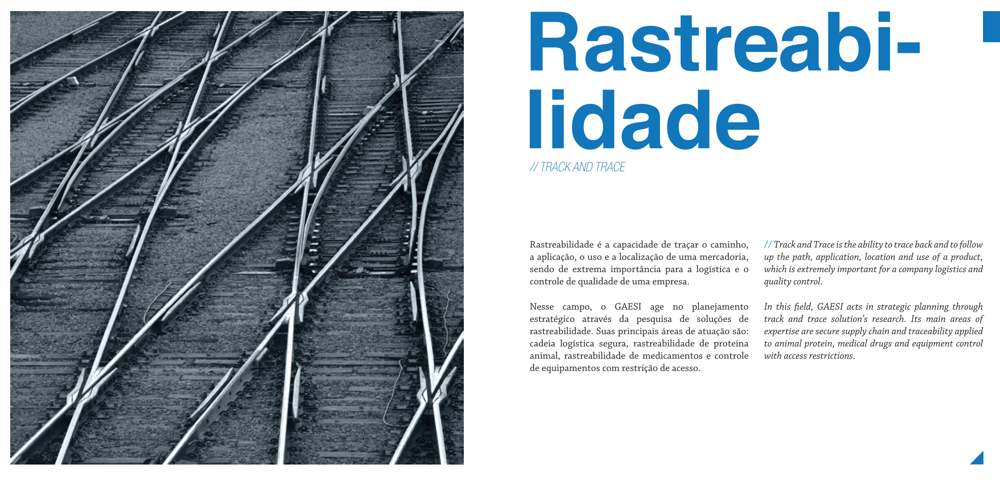 Rastreabi-
lidade
// TRACK AND TRACE
Rastreabilidade é a capacidade de traçar o caminho,
a aplicação, o uso e a localização de uma mercadoria,
sendo de extrema importância para a logística e o
controle de qualidade de uma empresa.
Nesse campo, o GAESI age no planejamento
estratégico através da pesquisa de soluções de
rastreabilidade. Suas principais áreas de atuação são:
cadeia logística segura, rastreabilidade de proteína
animal, rastreabilidade de medicamentos e controle
de equipamentos com restrição de acesso.
// Track and Trace is the ability to trace back and to follow
up the path, application, location and use of a product,
which is extremely important for a company logistics and
quality control.
In this field, GAESI acts in strategic planning through
track and trace solution’s research. Its main areas of
expertise are secure supply chain and traceability applied
to animal protein, medical drugs and equipment control
with access restrictions.